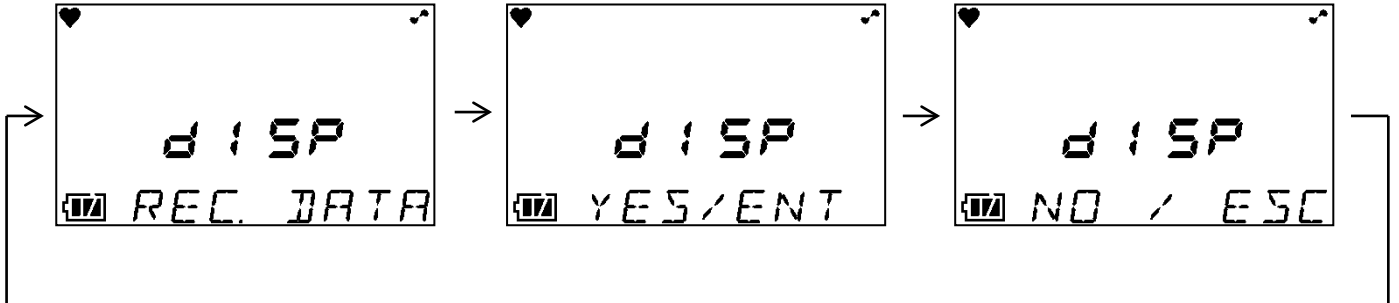 dISP
REC. DATA
dISP
YES/ENT
dISP
NO / ESC